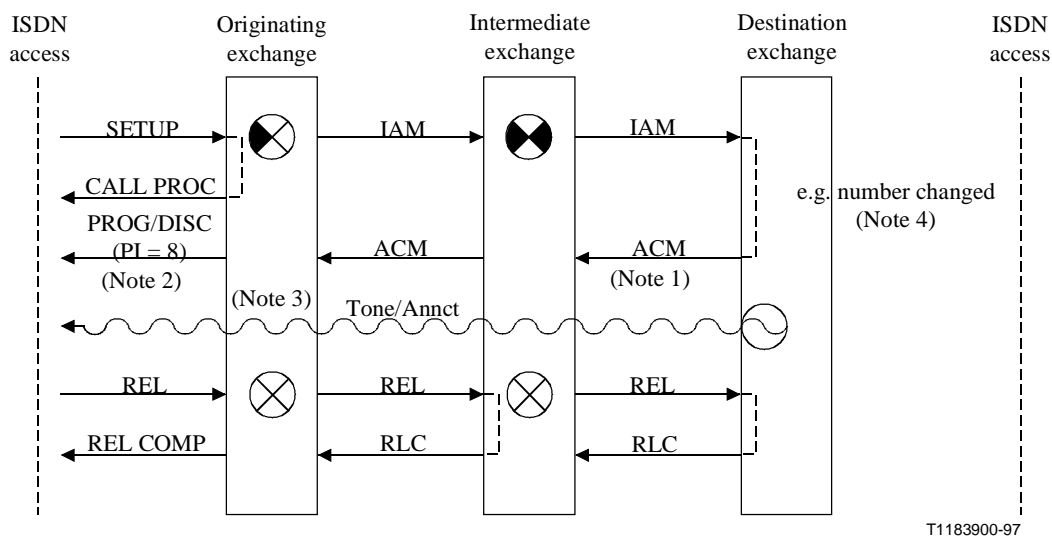 ISDN
access
Originating
exchange
Intermediate
exchange
Destination
exchange
ISDN
access
SETUP
IAM
IAM
CALL PROC
e.g. number changed
(Note 4)
PROG/DISC
(PI = 8)
(Note 2)
ACM
ACM
(Note 1)
(Note 3)
Tone/Annct
REL
REL
REL
REL COMP
RLC
RLC
T1183900-97